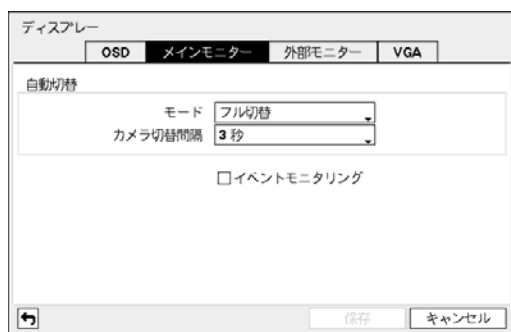 ディスプレー
OSD メインモニター 外部モニター VGA
自動切替
モード フル切替
カメラ切替間隔 3 秒
イベントモニタリング
保存 キャンセル